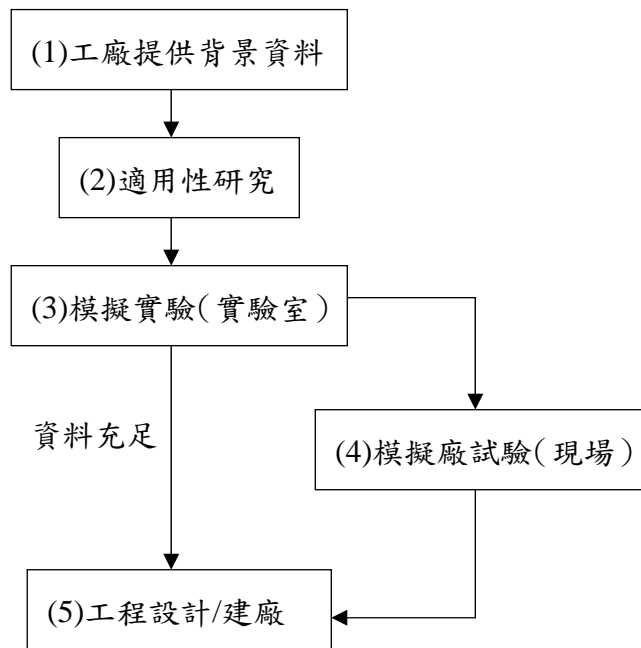 (1)工廠提供背景資料
(2)適用性研究
(3)模擬實驗(實驗室)
資料充足
(4)模擬廠試驗(現場)
(5)工程設計/建廠